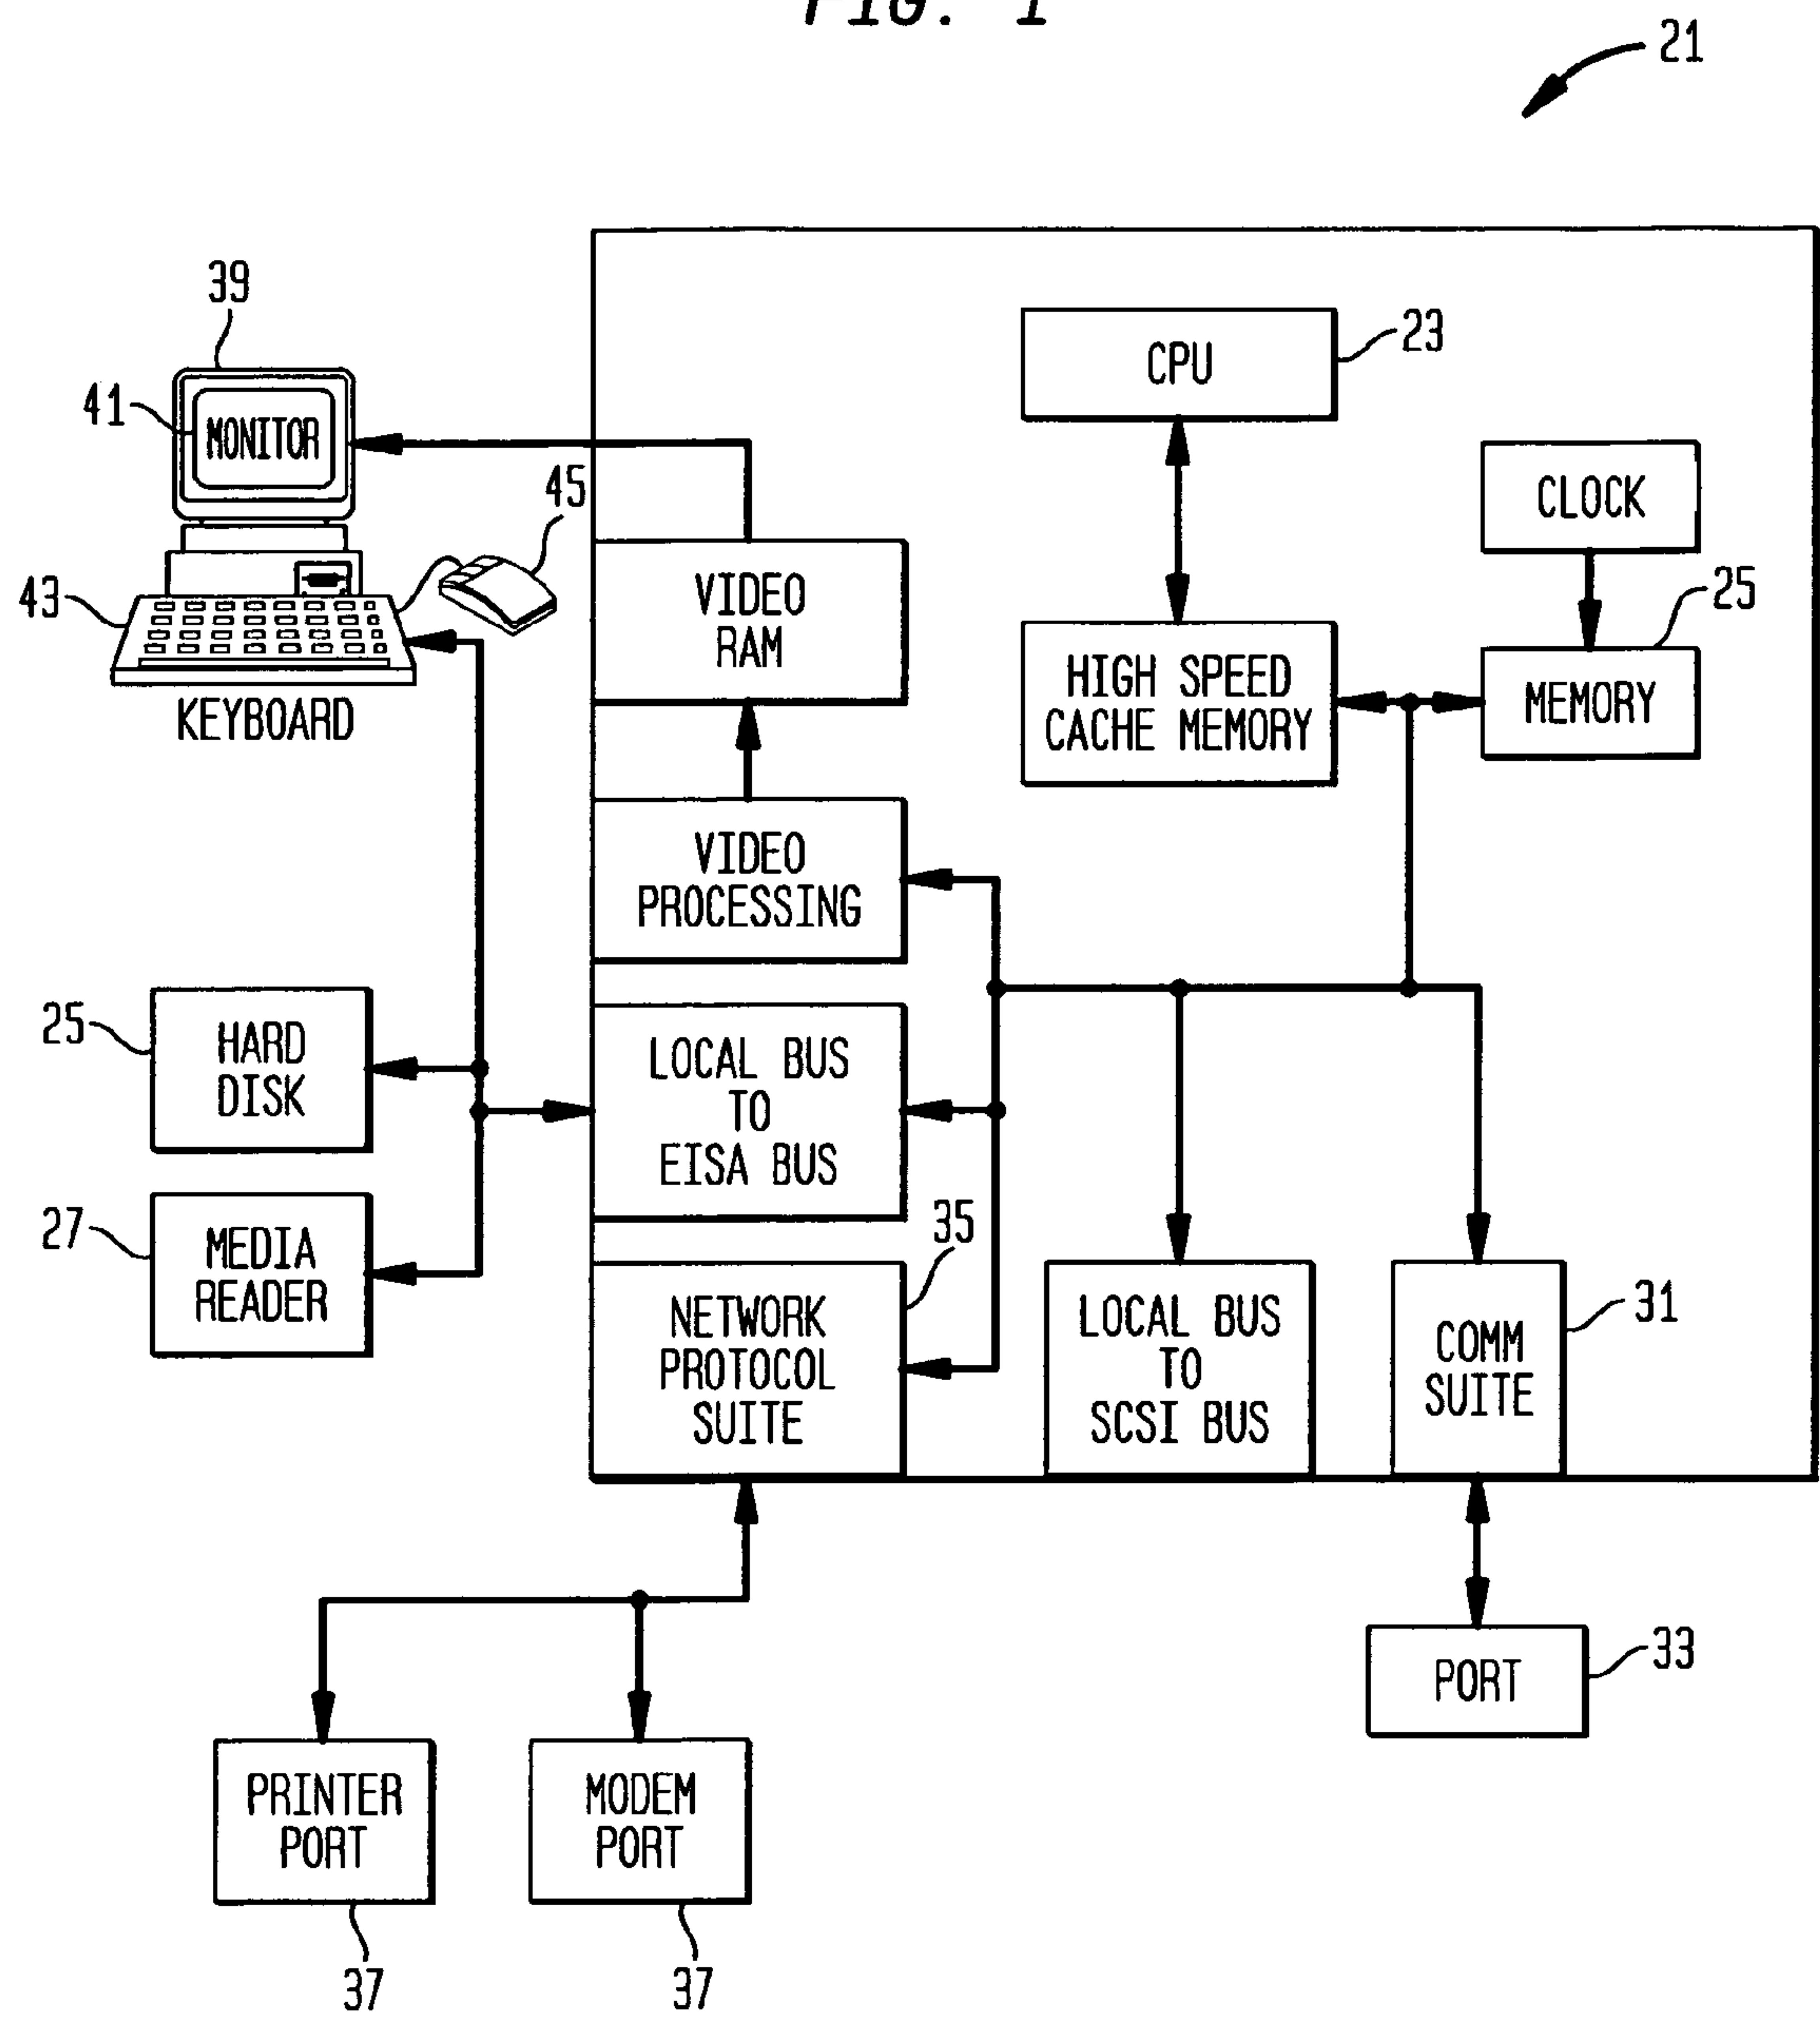 FIG. 1
21
39
41
MONITOR
45
43
KEYBOARD
CPU
23
CLOCK
25
MEMORY
HIGH SPEED
CACHE MEMORY
VIDEO
RAM
VIDEO
PROCESSING
25
HARD
DISK
LOCAL BUS
TO
EISA BUS
27
MEDIA
READER
35
NETWORK
PROTOCOL
SUITE
LOCAL BUS
TO
SCSI BUS
COMM
SUITE
31
PORT
33
PRINTER
PORT
37
MODEM
PORT
37